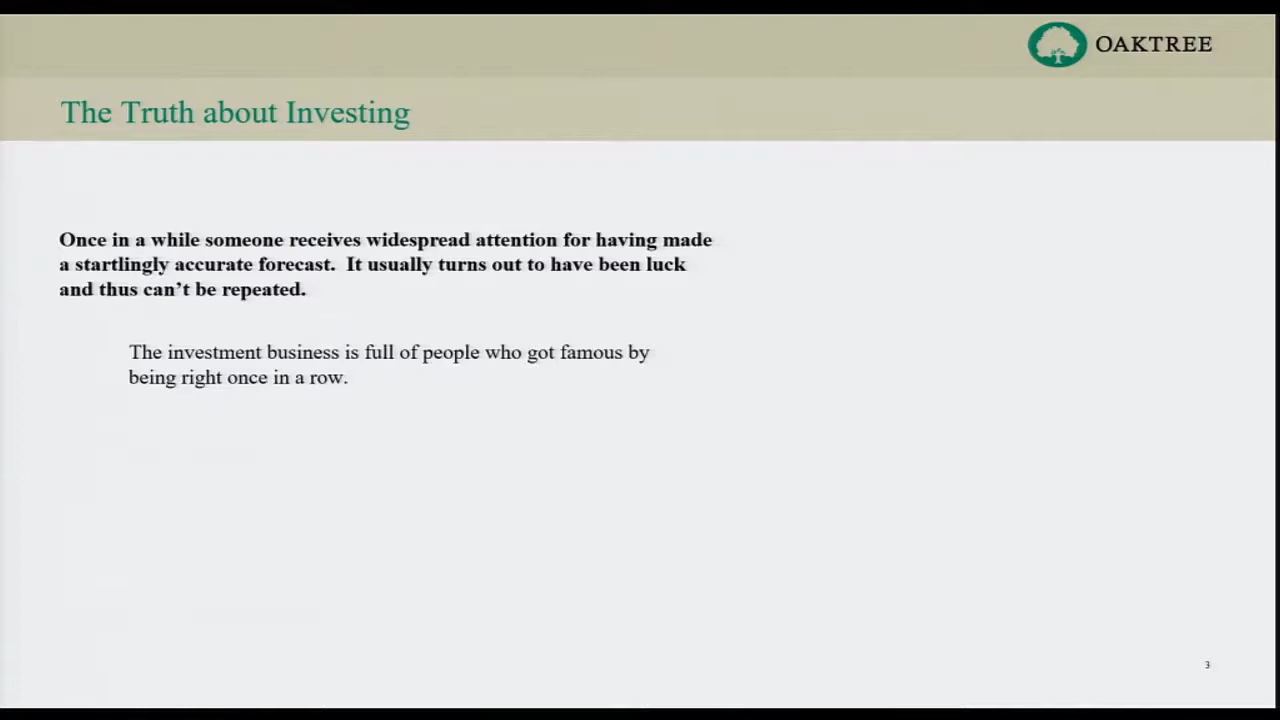 OAKTREE
The Truth about Investing
Once in a while someone receives widespread attention for having made
a startlingly accurate forecast.  It usually turns out to have been luck
and thus can’t be repeated.
The investment business is full of people who got famous by
being right once in a row.
3